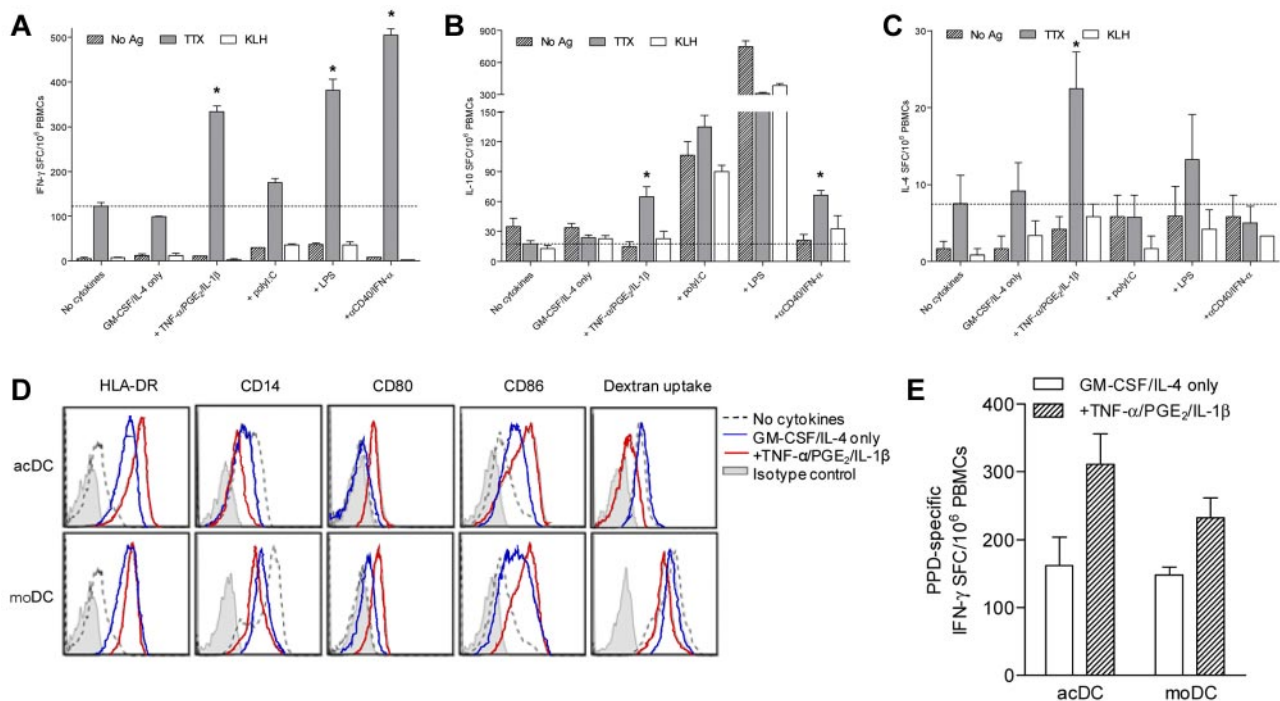 A
No Ag TTX KLH
IFN-γ SFC/10⁶ PBMCs
500
400
300
200
100
0
*
*
*
No cytokines
GM-CSF/IL-4 only
+ TNF-α/PGE₂/IL-1β
+ polyI:C
+ LPS
+αCD40/IFN-α
B
No Ag TTX KLH
IL-10 SFC/10⁶ PBMCs
900
600
300
150
120
90
60
30
0
*
*
No cytokines
GM-CSF/IL-4 only
+ TNF-α/PGE₂/IL-1β
+ polyI:C
+ LPS
+αCD40/IFN-α
C
No Ag TTX KLH
IL-4 SFC/10⁶ PBMCs
30
20
10
0
*
No cytokines
GM-CSF/IL-4 only
+ TNF-α/PGE₂/IL-1β
+ polyI:C
+ LPS
+αCD40/IFN-α
D
HLA-DR CD14 CD80 CD86 Dextran uptake
acDC
moDC
No cytokines
GM-CSF/IL-4 only
+TNF-α/PGE₂/IL-1β
Isotype control
E
GM-CSF/IL-4 only
+TNF-α/PGE₂/IL-1β
PPD-specific
IFN-γ SFC/10⁶ PBMCs
400
300
200
100
0
acDC moDC